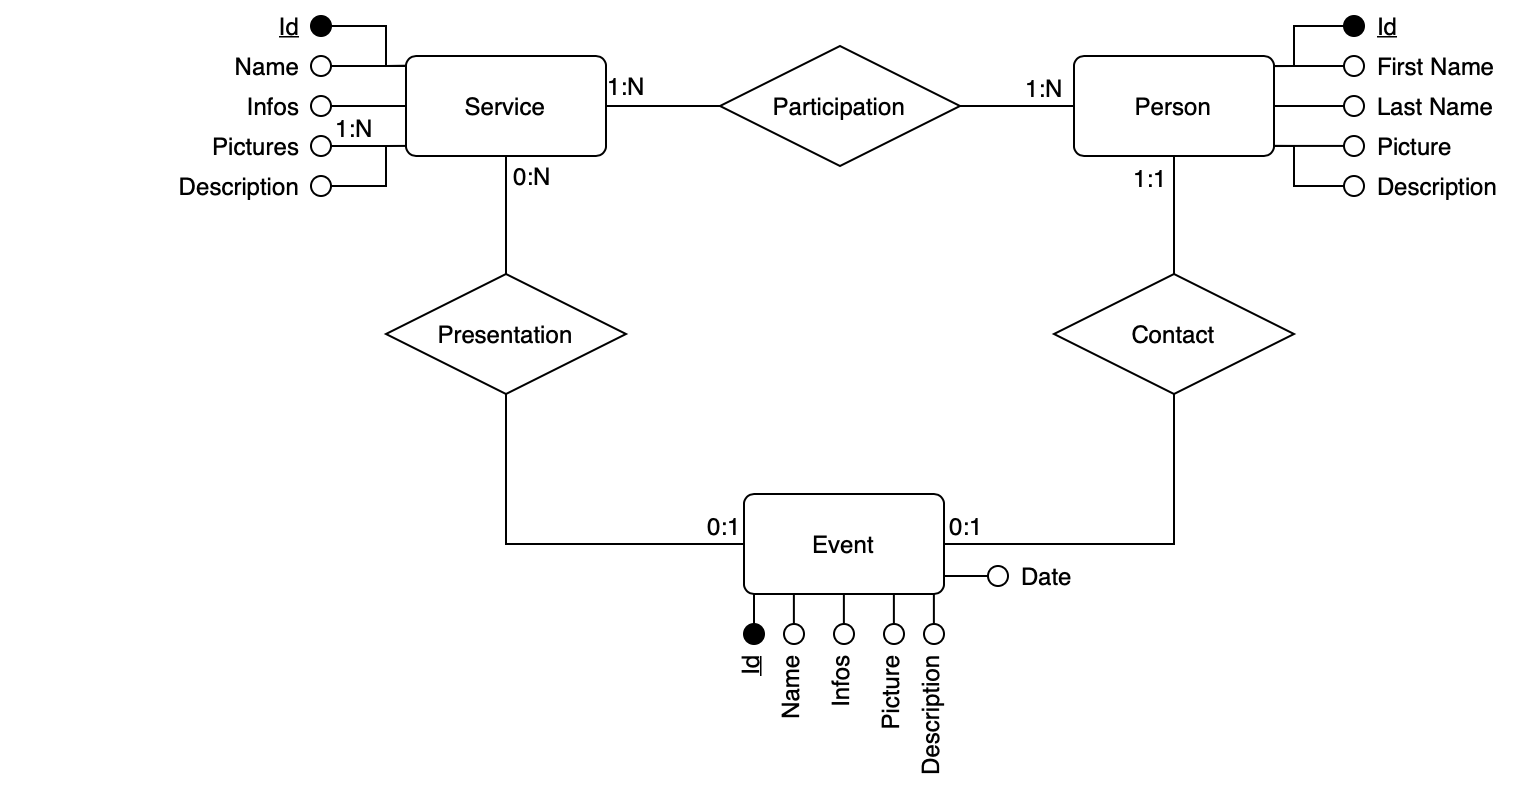 Id
Name
Infos
Pictures
1:N
Description
Service
1:N
Participation
1:N
Person
Id
First Name
Last Name
Picture
Description
0:N
1:1
Presentation
Contact
0:1
Event
0:1
Date
Id
Name
Infos
Picture
Description